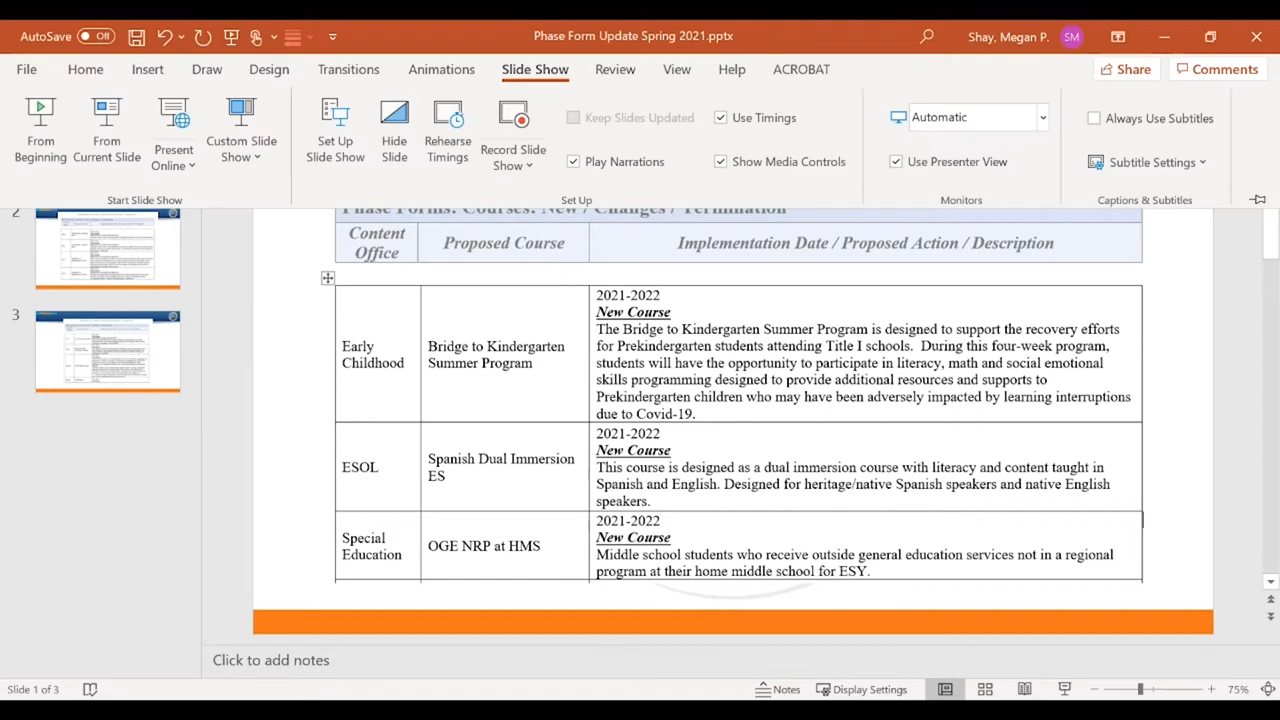 AutoSave Off
Phase Form Update Spring 2021.pptx
Shay, Megan P. SM
File Home Insert Draw Design Transitions Animations Slide Show Review View Help ACROBAT
Share Comments
From Beginning
From Current Slide
Present Online
Custom Slide Show
Set Up Slide Show
Hide Slide
Rehearse Timings
Record Slide Show
Keep Slides Updated
Play Narrations
Use Timings
Show Media Controls
Automatic
Use Presenter View
Always Use Subtitles
Subtitle Settings
Start Slide Show
Set Up
Monitors
Captions & Subtitles
2
3
Phase Forms: Courses: New / Changes / Termination
Content Office
Proposed Course
Implementation Date / Proposed Action / Description
Early
Childhood
Bridge to Kindergarten
Summer Program
2021-2022
New Course
The Bridge to Kindergarten Summer Program is designed to support the recovery efforts
for Prekindergarten students attending Title I schools. During this four-week program,
students will have the opportunity to participate in literacy, math and social emotional
skills programming designed to provide additional resources and supports to
Prekindergarten children who may have been adversely impacted by learning interruptions
due to Covid-19.
ESOL
Spanish Dual Immersion
ES
2021-2022
New Course
This course is designed as a dual immersion course with literacy and content taught in
Spanish and English. Designed for heritage/native Spanish speakers and native English
speakers.
Special
Education
OGE NRP at HMS
2021-2022
New Course
Middle school students who receive outside general education services not in a regional
program at their home middle school for ESY.
Click to add notes
Slide 1 of 3
Notes
Display Settings
75%